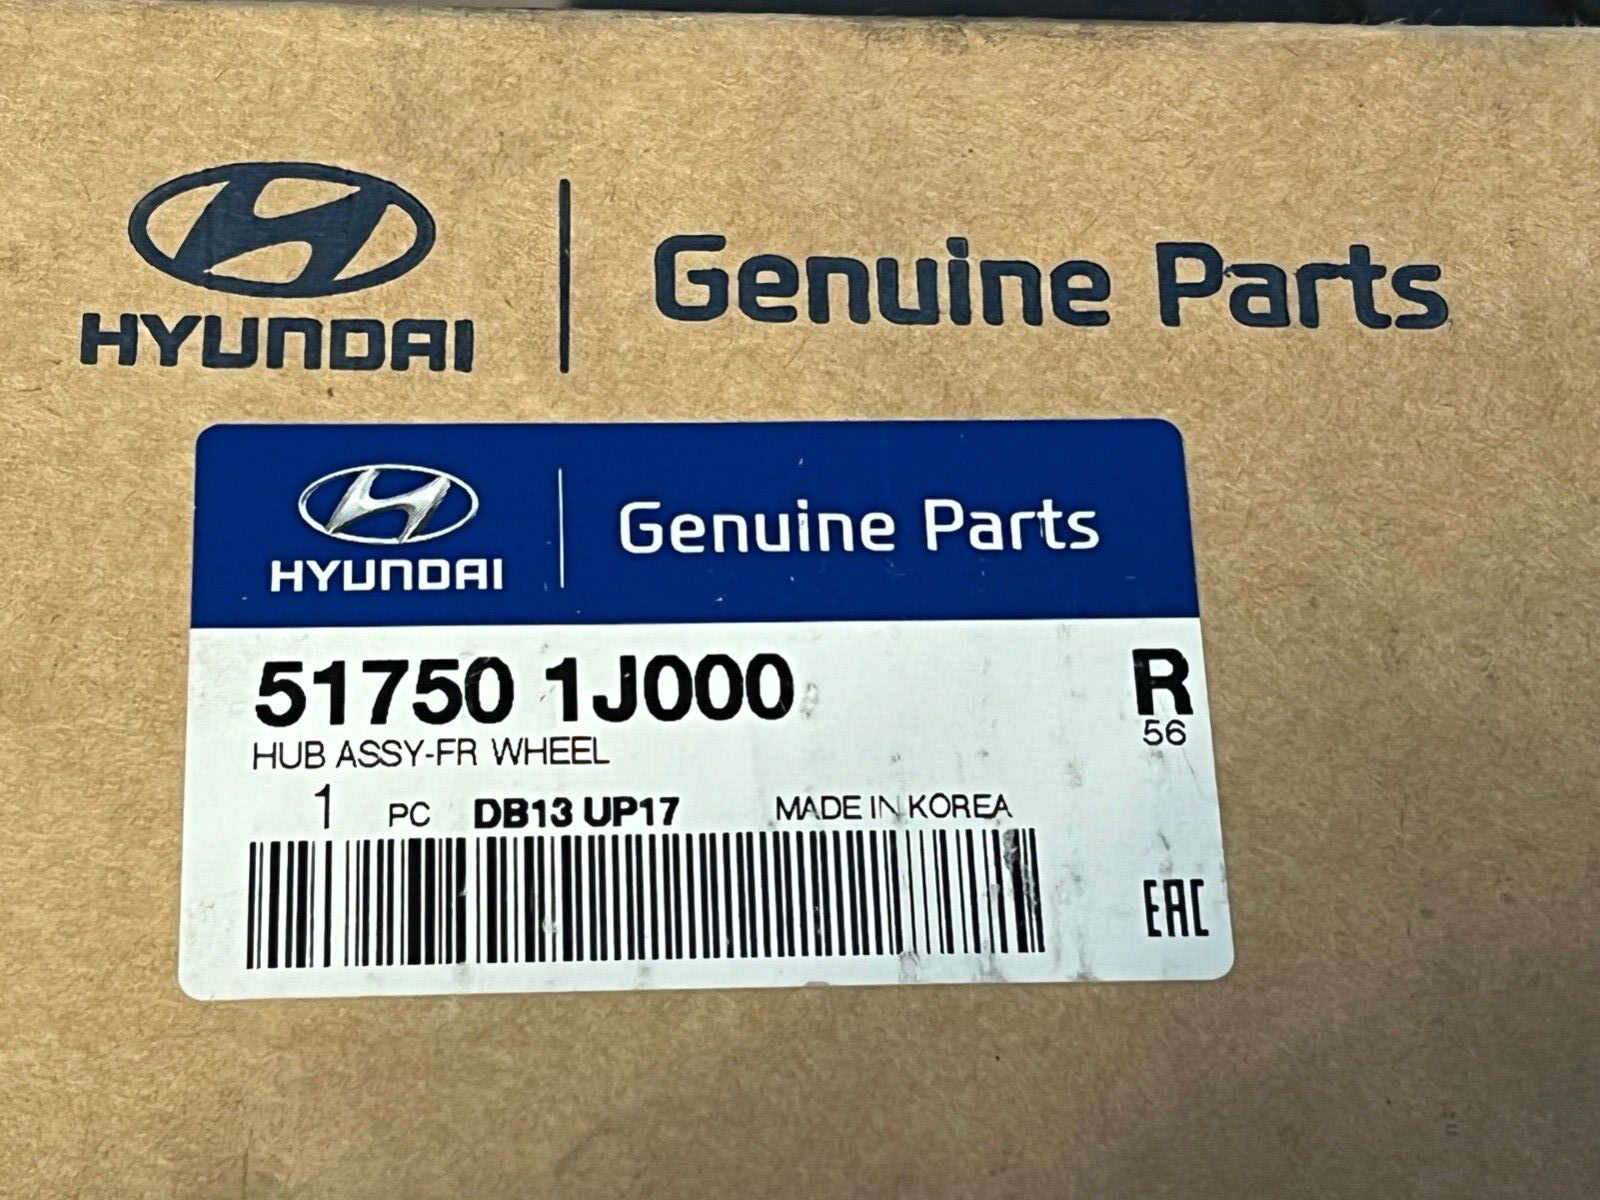 HYUNDAI
Genuine Parts
HYUNDAI
Genuine Parts
51750 1J000
R
56
HUB ASSY-FR WHEEL
1 PC DB13 UP17 MADE IN KOREA
EAC